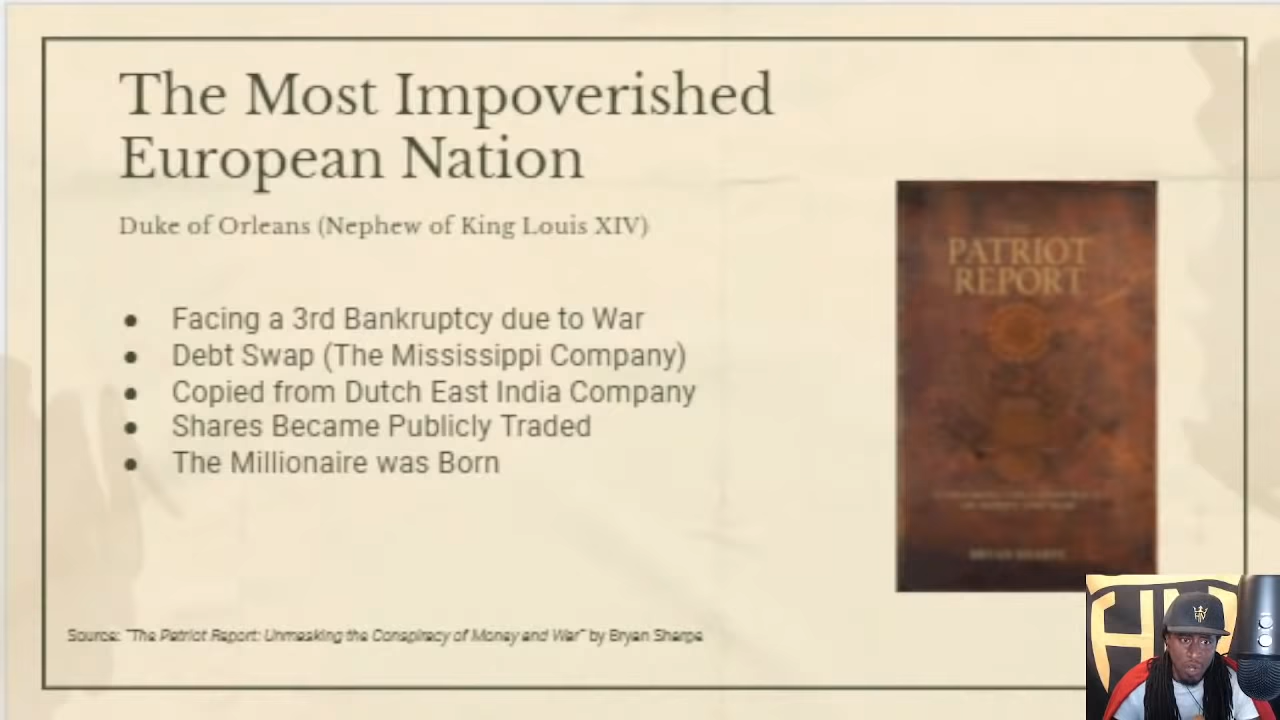 The Most Impoverished
European Nation
Duke of Orleans (Nephew of King Louis XIV)
● Facing a 3rd Bankruptcy due to War
● Debt Swap (The Mississippi Company)
● Copied from Dutch East India Company
● Shares Became Publicly Traded
● The Millionaire was Born
PATRIOT
REPORT
BRYAN SHARPE
Source: "The Patriot Report: Unmasking the Conspiracy of Money and War" by Bryan Sharpe